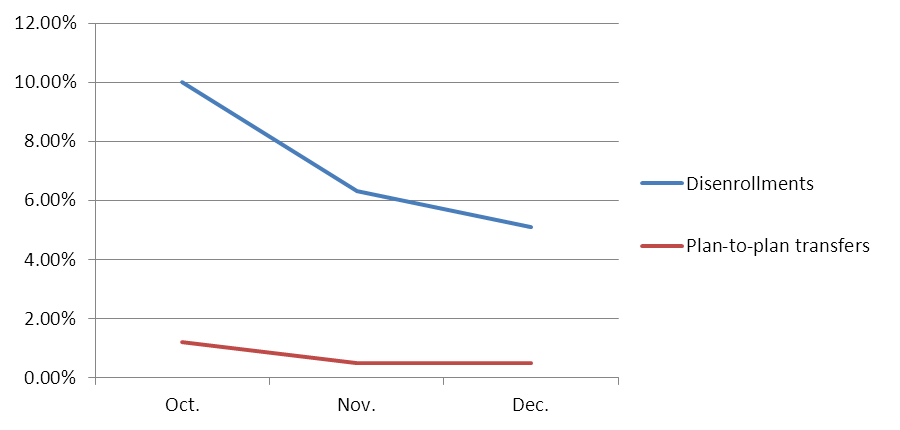 12.00%
10.00%
8.00%
6.00%
4.00%
2.00%
0.00%
Oct.
Nov.
Dec.
Disenrollments
Plan-to-plan transfers